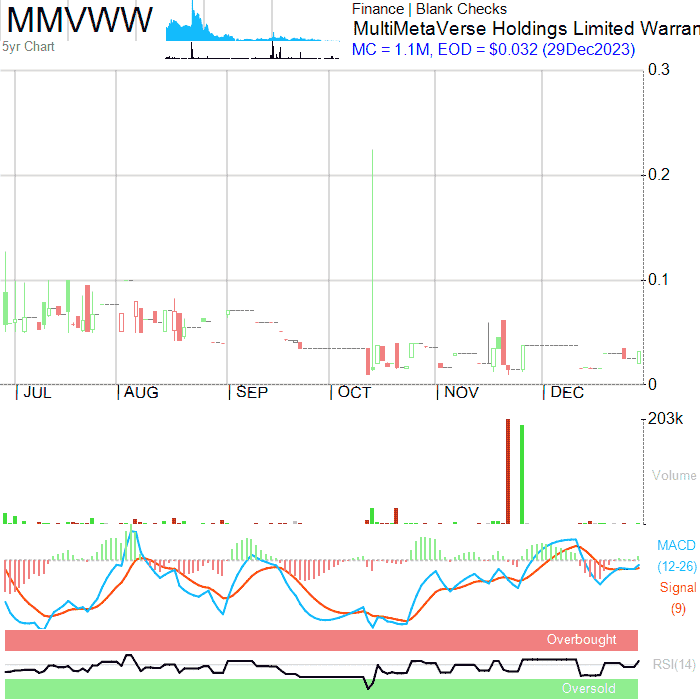 MMVWW
5yr Chart
Finance | Blank Checks
MultiMetaVerse Holdings Limited Warran
MC = 1.1M, EOD = $0.032 (29Dec2023)
0.3
0.2
0.1
0
JUL
AUG
SEP
OCT
NOV
DEC
203k
Volume
MACD
(12-26)
Signal
(9)
Overbought
RSI(14)
Oversold